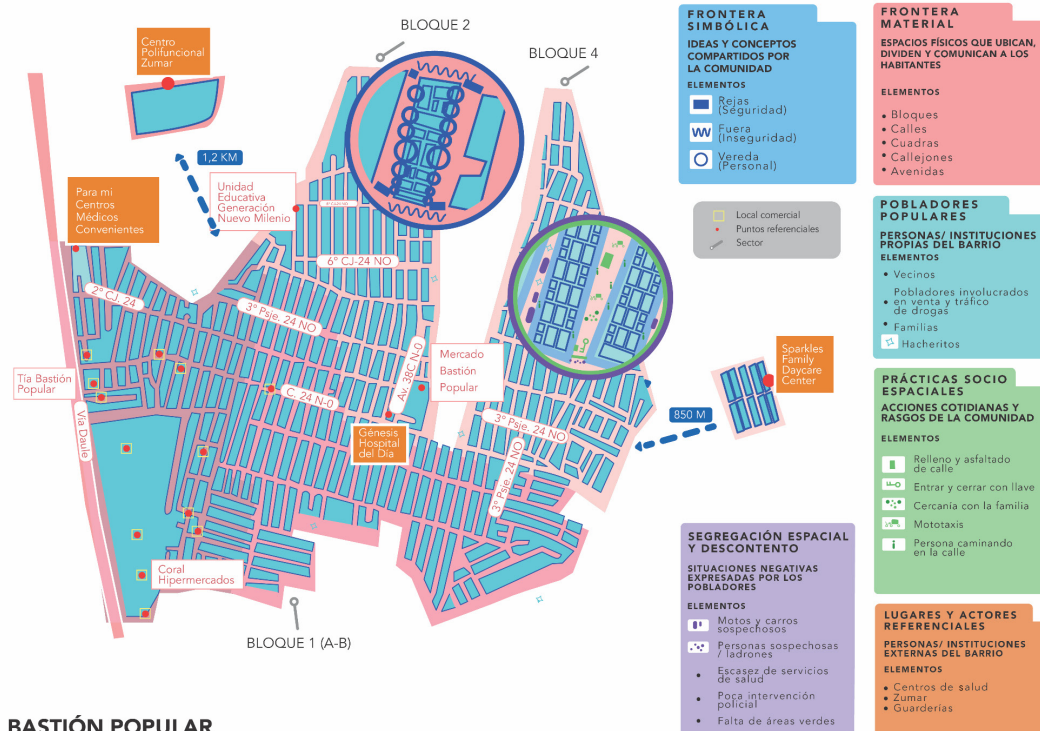 BLOQUE 2
BLOQUE 4
Centro
Polifuncional
Zumar
1,2 KM
Para mi
Centros
Médicos
Convenientes
Unidad
Educativa
Generación
Nuevo Milenio
6° CJ-24 NO
2° CJ. 24
3° Psje. 24 NO
Av. 38C N-0
Mercado
Bastión
Popular
C. 24 N-0
Tia Bastión
Popular
Vía Daule
Génesis
Hospital
del Día
3° Psje. 24 NO
3° Psje. 24 NO
850 M
Sparkles
Family
Daycare
Center
Coral
Hipermercados
BLOQUE 1 (A-B)
BASTIÓN POPULAR
FRONTERA
SIMBÓLICA
IDEAS Y CONCEPTOS
COMPARTIDOS POR
LA COMUNIDAD
ELEMENTOS
Rejas
(Seguridad)
Fuera
(Inseguridad)
Vereda
(Personal)
Local comercial
Puntos referenciales
Sector
SEGREGACIÓN ESPACIAL
Y DESCONTENTO
SITUACIONES NEGATIVAS
EXPRESADAS POR LOS
POBLADORES
ELEMENTOS
Motos y carros
sospechosos
Personas sospechosas
/ ladrones
• Escasez de servicios
de salud
• Poca intervención
policial
• Falta de áreas verdes
FRONTERA
MATERIAL
ESPACIOS FÍSICOS QUE UBICAN,
DIVIDEN Y COMUNICAN A LOS
HABITANTES
ELEMENTOS
• Bloques
• Calles
• Cuadras
• Callejones
• Avenidas
POBLADORES
POPULARES
PERSONAS/ INSTITUCIONES
PROPIAS DEL BARRIO
ELEMENTOS
• Vecinos
Pobladores involucrados
• en venta y tráfico
de drogas
• Familias
Hacheritos
PRÁCTICAS SOCIO
ESPACIALES
ACCIONES COTIDIANAS Y
RASGOS DE LA COMUNIDAD
ELEMENTOS
Relleno y asfaltado
de calle
Entrar y cerrar con llave
Cercanía con la familia
Mototaxis
Persona caminando
en la calle
LUGARES Y ACTORES
REFERENCIALES
PERSONAS/ INSTITUCIONES
EXTERNAS DEL BARRIO
ELEMENTOS
• Centros de salud
• Zumar
• Guarderías